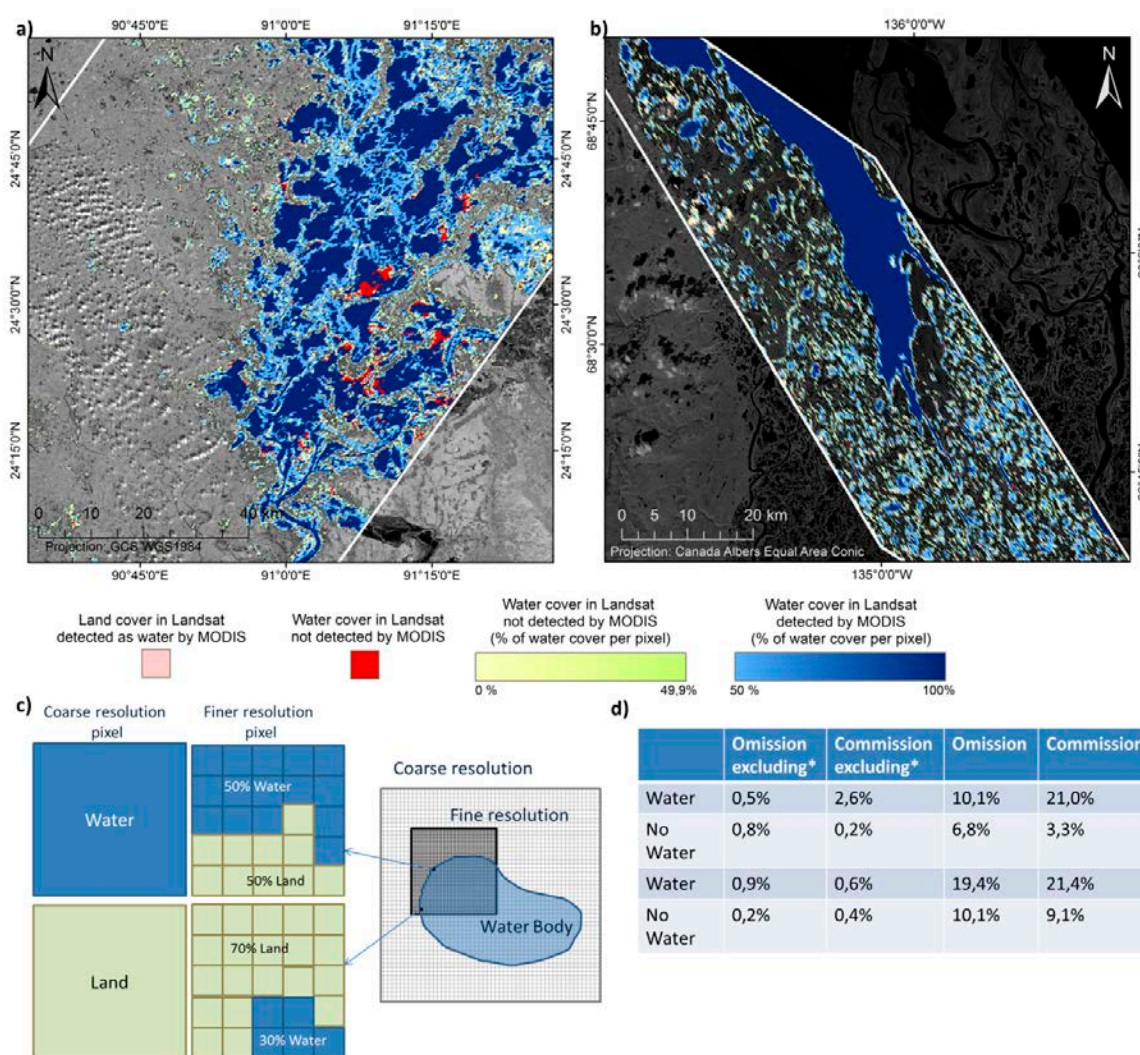 a)
90°45'0"E
91°0'0"E
91°15'0"E
N
24°45'0"N
24°30'0"N
24°15'0"N
24°45'0"N
24°30'0"N
24°15'0"N
0 10 20 40 km
Projection: GCS WGS1984
90°45'0"E
91°0'0"E
91°15'0"E
b)
136°0'0"W
N
68°45'0"N
68°30'0"N
0 5 10 20 km
Projection: Canada Albers Equal Area Conic
135°0'0"W
Land cover in Landsat
detected as water by MODIS
Water cover in Landsat
not detected by MODIS
Water cover in Landsat
not detected by MODIS
(% of water cover per pixel)
0 %
49,9%
Water cover in Landsat
detected by MODIS
(% of water cover per pixel)
50 %
100%
c)
Coarse resolution
pixel
Finer resolution
pixel
Water
50% Water
50% Land
Land
70% Land
30% Water
Coarse resolution
Fine resolution
Water Body
d)
Omission excluding* Commission excluding* Omission Commission
Water 0,5% 2,6% 10,1% 21,0%
No Water 0,8% 0,2% 6,8% 3,3%
Water 0,9% 0,6% 19,4% 21,4%
No Water 0,2% 0,4% 10,1% 9,1%